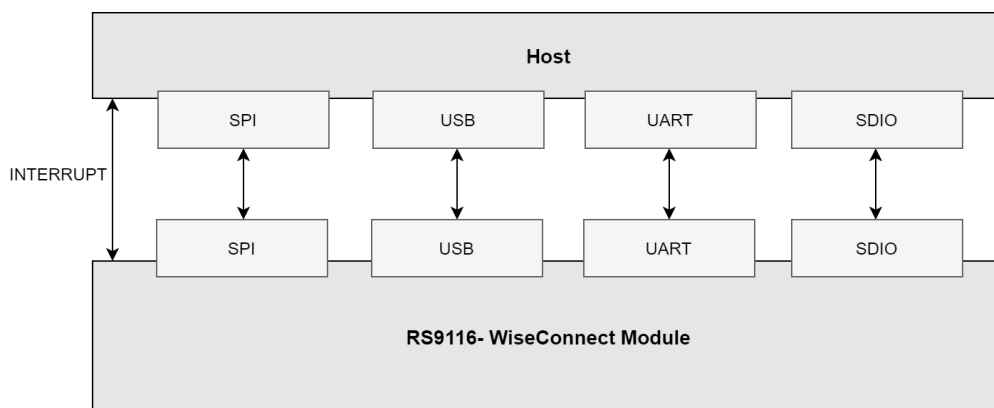 Host
SPI
USB
UART
SDIO
INTERRUPT
SPI
USB
UART
SDIO
RS9116- WiseConnect Module